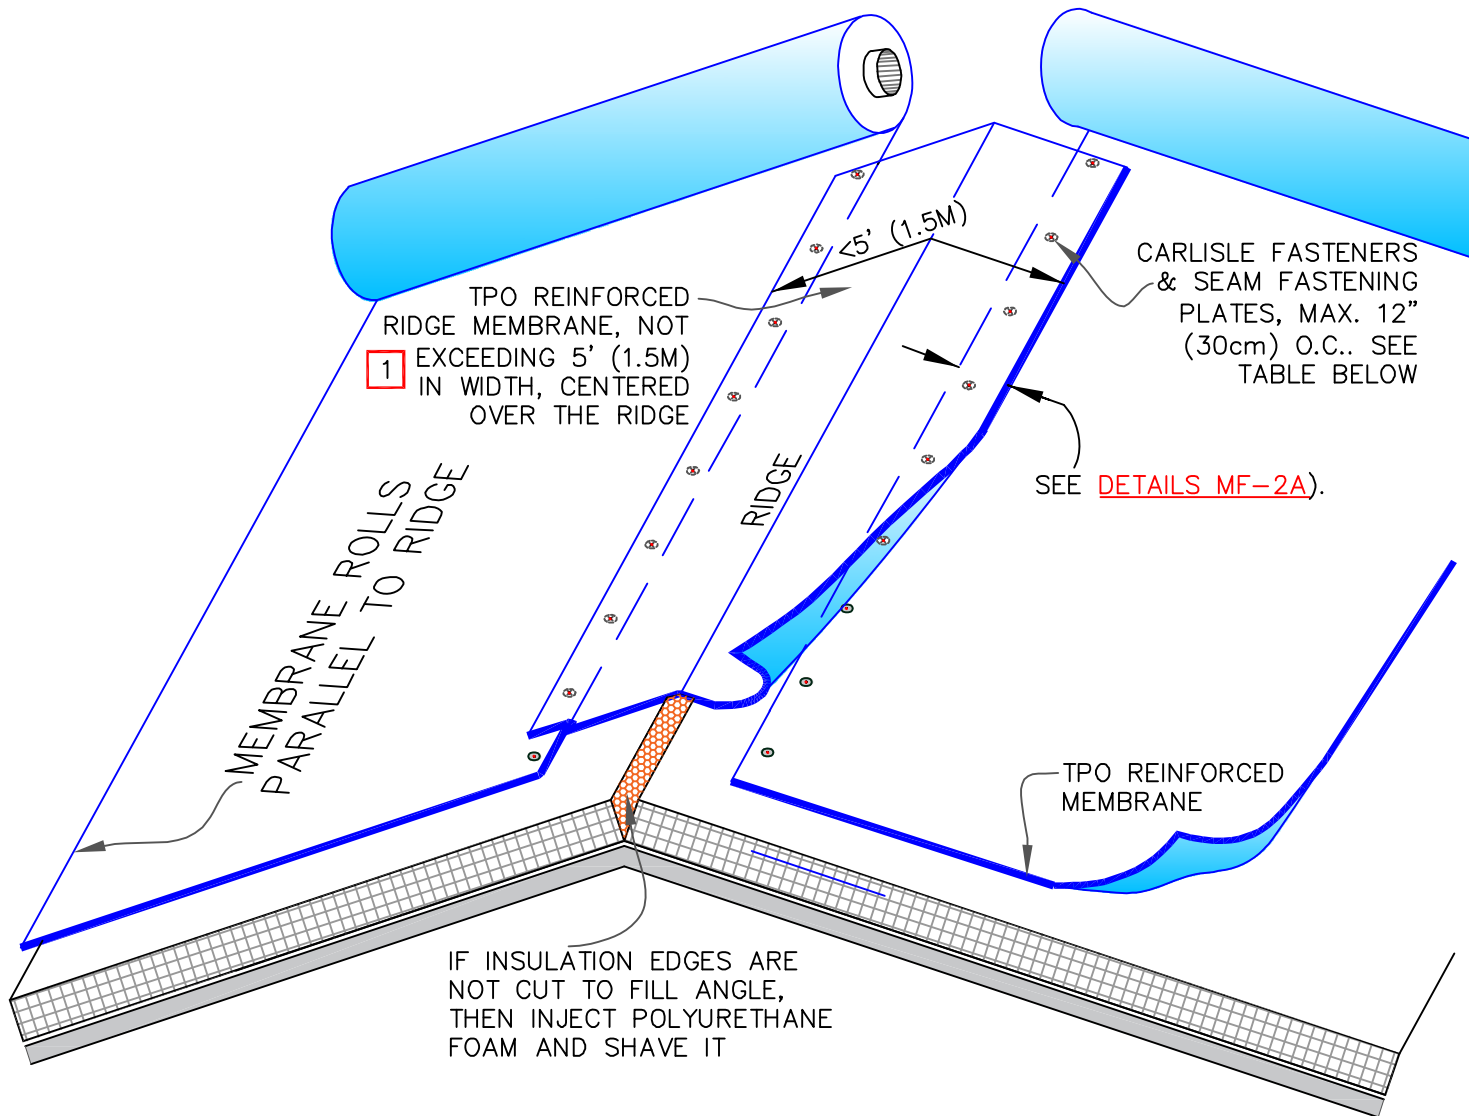 <5' (1.5M)
TPO REINFORCED
RIDGE MEMBRANE, NOT
EXCEEDING 5' (1.5M)
IN WIDTH, CENTERED
OVER THE RIDGE
1
CARLISLE FASTENERS
& SEAM FASTENING
PLATES, MAX. 12"
(30cm) O.C.. SEE
TABLE BELOW
SEE DETAILS MF-2A).
RIDGE
MEMBRANE ROLLS
PARALLEL TO RIDGE
TPO REINFORCED
MEMBRANE
IF INSULATION EDGES ARE
NOT CUT TO FILL ANGLE,
THEN INJECT POLYURETHANE
FOAM AND SHAVE IT